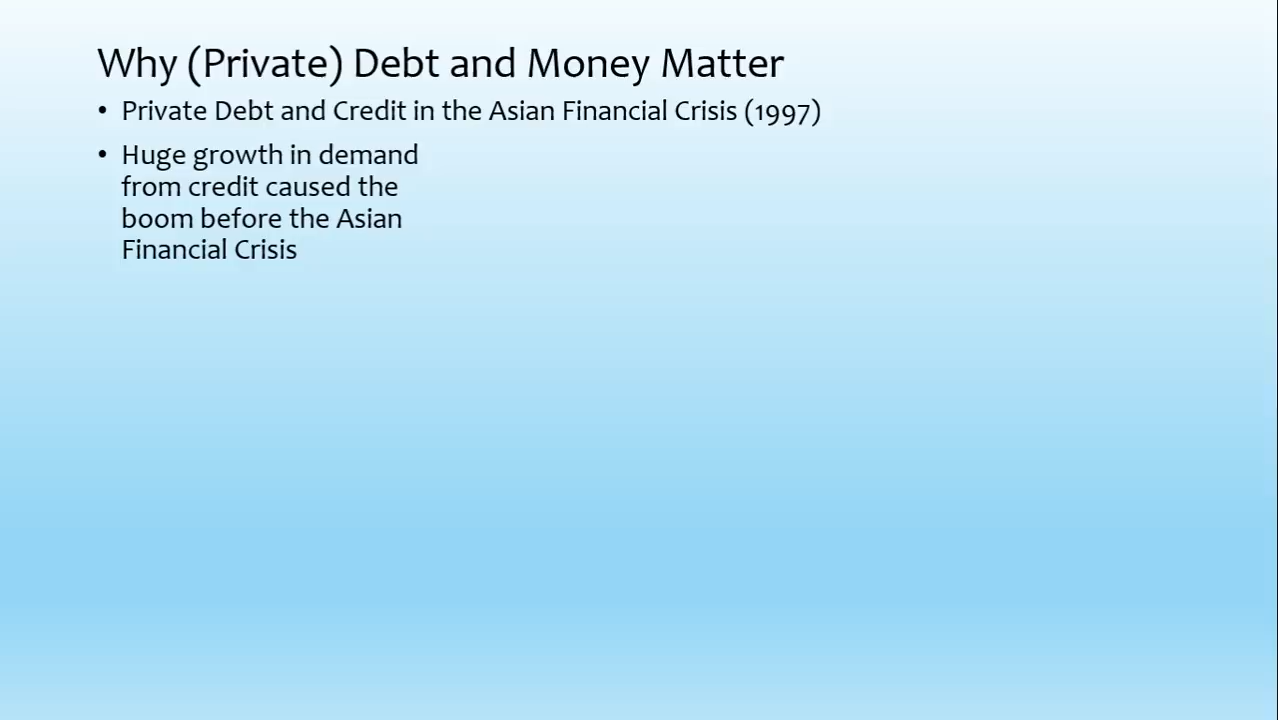 Why (Private) Debt and Money Matter
• Private Debt and Credit in the Asian Financial Crisis (1997)
• Huge growth in demand
from credit caused the
boom before the Asian
Financial Crisis